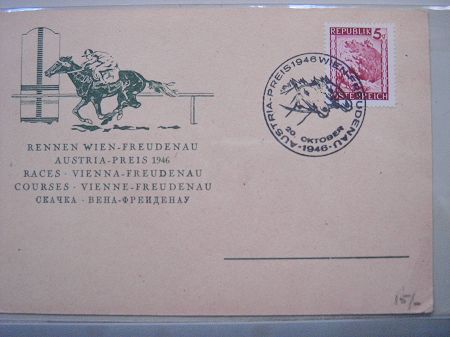 RENNEN WIEN-FREUDENAU
AUSTRIA-PREIS 1946
RACES · VIENNA-FREUDENAU
COURSES · VIENNE-FREUDENAU
СКАЧКА · ВЕНА-ФРЕЙДЕНАУ
AUSTRIA-PREIS 1946 WIEN-FREUDENAU
20 OKTOBER
-1946-
REPUBLIK 5g
ÖSTERREICH
15/-